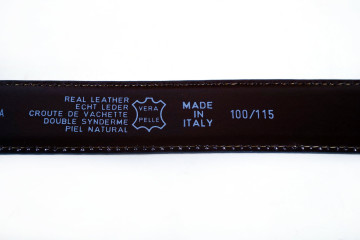 REAL LEATHER
ECHT LEDER
CROUTE DE VACHETTE
DOUBLE SYNDERME
PIEL NATURAL
VERA
PELLE
MADE
IN
ITALY
100/115